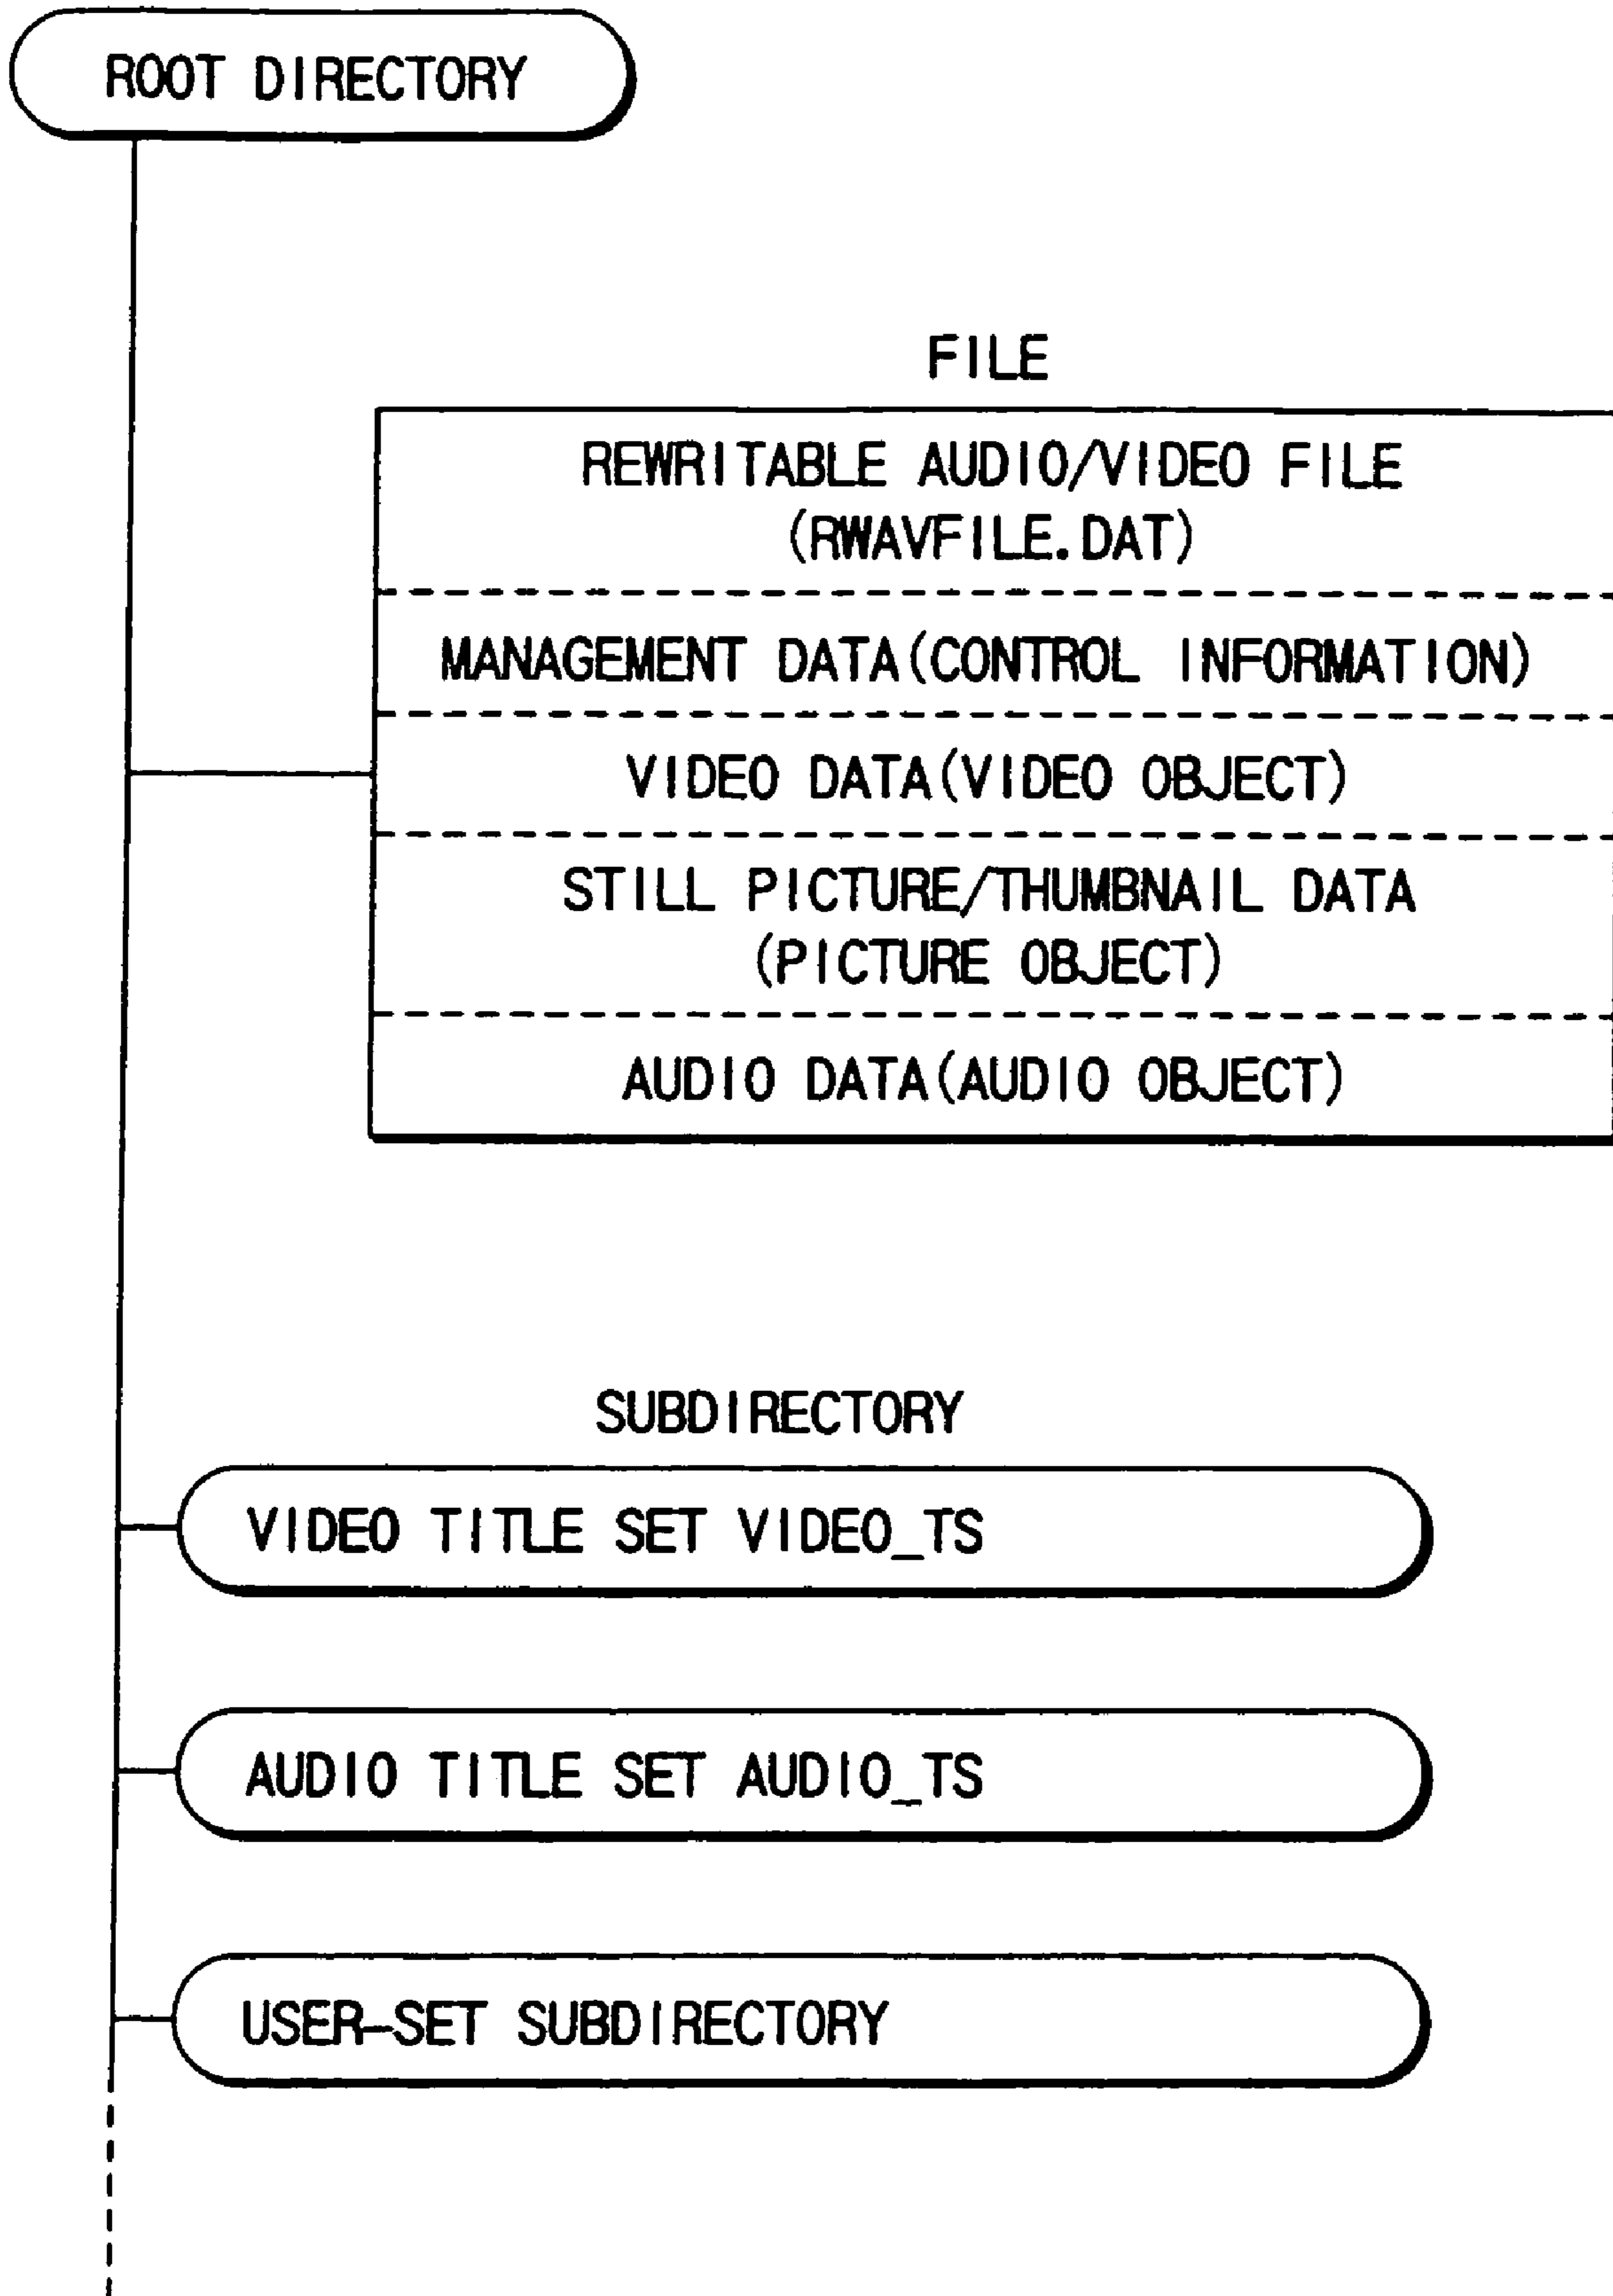 ROOT DIRECTORY
FILE
REWRITABLE AUDIO/VIDEO FILE
(RWAVFILE.DAT)
MANAGEMENT DATA(CONTROL INFORMATION)
VIDEO DATA(VIDEO OBJECT)
STILL PICTURE/THUMBNAIL DATA
(PICTURE OBJECT)
AUDIO DATA(AUDIO OBJECT)
SUBDIRECTORY
VIDEO TITLE SET VIDEO_TS
AUDIO TITLE SET AUDIO_TS
USER-SET SUBDIRECTORY